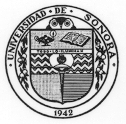 UNIVERSIDAD · DE · SONORA
1942